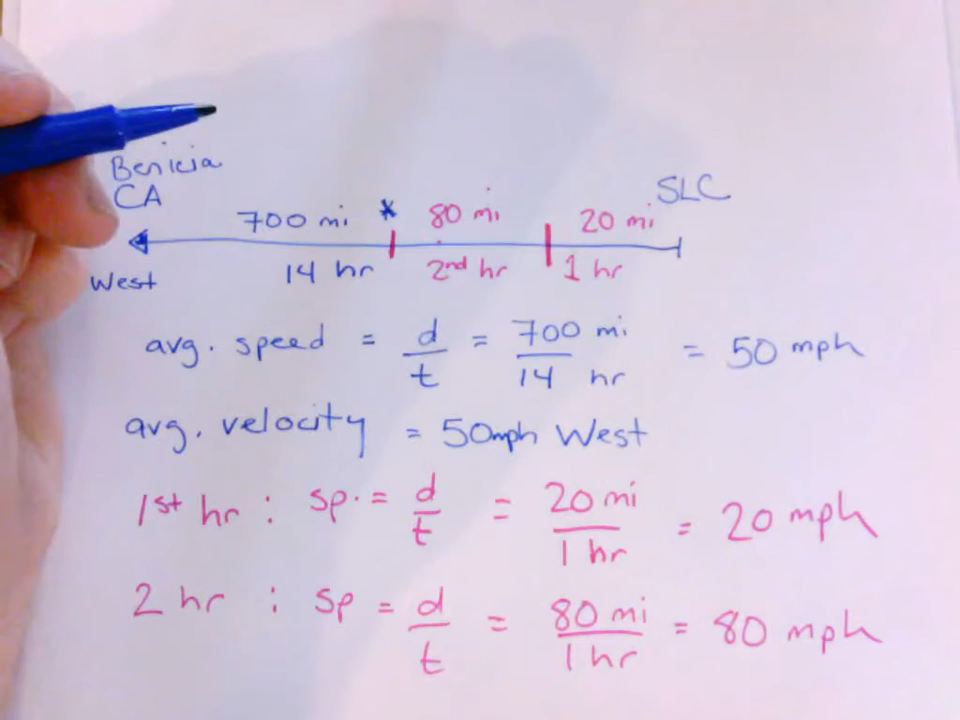 Benicia
CA
SLC
700 mi * 80 mi 20 mi
West 14 hr 2nd hr 1 hr
avg. speed = d/t = 700 mi/14 hr = 50 mph
avg. velocity = 50mph West
1st hr : sp. = d/t = 20 mi/1 hr = 20 mph
2 hr : sp = d/t = 80 mi/1 hr = 80 mph